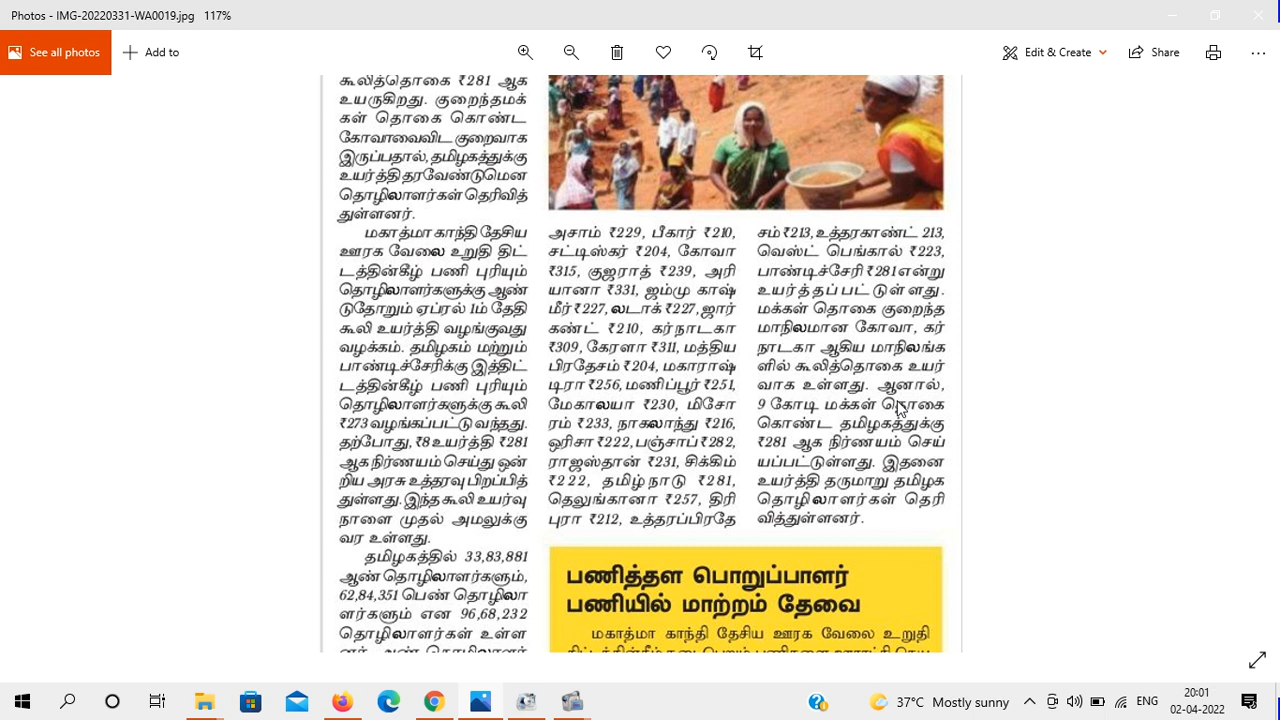 Photos - IMG-20220331-WA0019.jpg 117%
See all photos
Add to
Edit & Create
Share
கூலித்தொகை ₹281 ஆக
உயருகிறது. குறைந்தமக்
கள் தொகை கொண்ட
கோவாவைவிட குறைவாக
இருப்பதால், தமிழகத்துக்கு
உயர்த்தி தரவேண்டுமென
தொழிலாளர்கள் தெரிவித்
துள்ளனர்.
மகாத்மா காந்தி தேசிய
ஊரக வேலை உறுதி திட்
டத்தின்கீழ் பணி புரியும்
தொழிலாளர்களுக்கு ஆண்
டுதோறும் ஏப்ரல் 1ம் தேதி
கூலி உயர்த்தி வழங்குவது
வழக்கம். தமிழகம் மற்றும்
பாண்டிச்சேரிக்கு இத்திட்
டத்தின்கீழ் பணி புரியும்
தொழிலாளர்களுக்கு கூலி
₹273 வழங்கப்பட்டு வந்தது.
தற்போது, ₹8 உயர்த்தி ₹281
ஆக நிர்ணயம் செய்து ஒன்
றிய அரசு உத்தரவு பிறப்பித்
துள்ளது. இந்த கூலி உயர்வு
நாளை முதல் அமலுக்கு
வர உள்ளது.
தமிழகத்தில் 33,83,881
ஆண் தொழிலாளர்களும்,
62,84,351 பெண் தொழிலா
ளர்களும் என 96,68,232
தொழிலாளர்கள் உள்ள
னர். ஆண் தொழிலாளர்
அசாம் ₹229, பீகார் ₹210,
சட்டிஸ்கர் ₹204, கோவா
₹315, குஜராத் ₹239, அரி
யானா ₹331, ஜம்மு காஷ்
மீர் ₹227, லடாக் ₹227, ஜார்
கண்ட் ₹210, கர்நாடகா
₹309, கேரளா ₹311, மத்திய
பிரதேசம் ₹204, மகாராஷ்
டிரா ₹256, மணிப்பூர் ₹251,
மேகாலயா ₹230, மிசோ
ரம் ₹233, நாகலாந்து ₹216,
ஒரிசா ₹222, பஞ்சாப் ₹282,
ராஜஸ்தான் ₹231, சிக்கிம்
₹222, தமிழ்நாடு ₹281,
தெலுங்கானா ₹257, திரி
புரா ₹212, உத்தரப்பிரதே
சம் ₹213, உத்தரகாண்ட் 213,
வெஸ்ட் பெங்கால் ₹223,
பாண்டிச்சேரி ₹281 என்று
உயர்த்தப்பட்டுள்ளது.
மக்கள் தொகை குறைந்த
மாநிலமான கோவா, கர்
நாடகா ஆகிய மாநிலங்க
ளில் கூலித்தொகை உயர்
வாக உள்ளது. ஆனால்,
9 கோடி மக்கள் தொகை
கொண்ட தமிழகத்துக்கு
₹281 ஆக நிர்ணயம் செய்
யப்பட்டுள்ளது. இதனை
உயர்த்தி தருமாறு தமிழக
தொழிலாளர்கள் தெரி
வித்துள்ளனர்.
பணித்தள பொறுப்பாளர்
பணியில் மாற்றம் தேவை
மகாத்மா காந்தி தேசிய ஊரக வேலை உறுதி
37°C Mostly sunny
ENG
20:01
02-04-2022